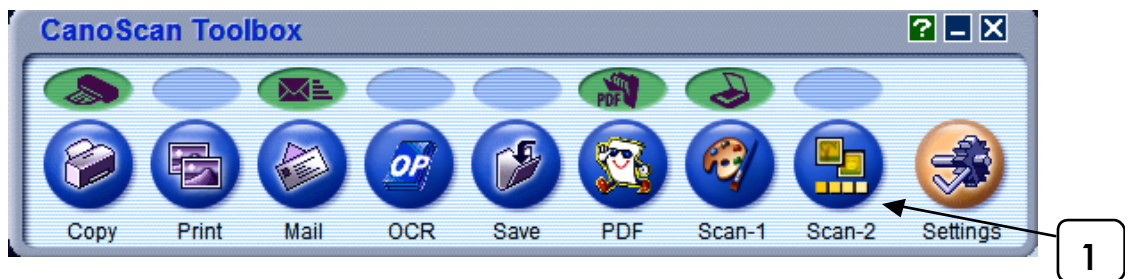 CanoScan Toolbox
?
PDF
OP
Copy Print Mail OCR Save PDF Scan-1 Scan-2 Settings
1